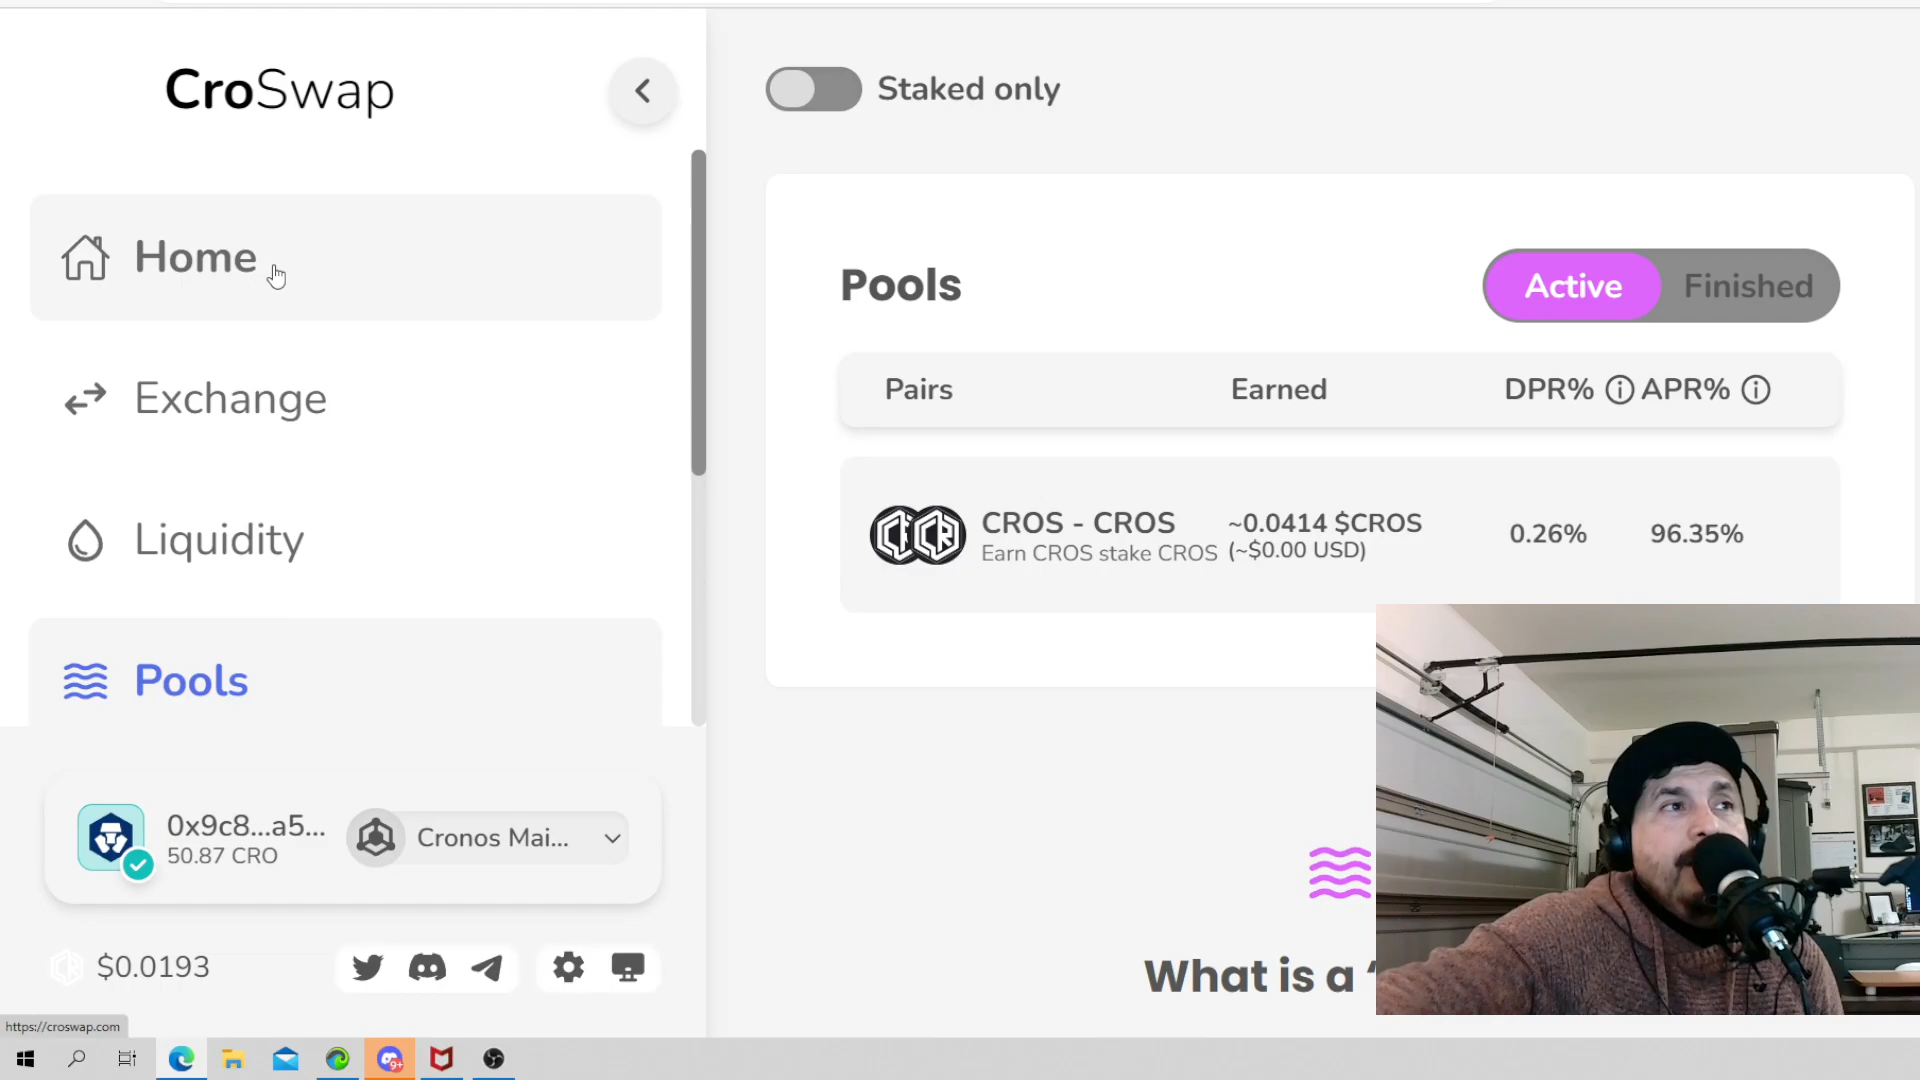 CroSwap
Staked only
Home
Exchange
Liquidity
Pools
0x9c8...a5...
50.87 CRO
Cronos Mai...
$0.0193
Pools
Active
Finished
Pairs
Earned
DPR%
APR%
CROS - CROS
Earn CROS stake CROS
~0.0414 $CROS
(~$0.00 USD)
0.26%
96.35%
What is a ‘
https://croswap.com
9+